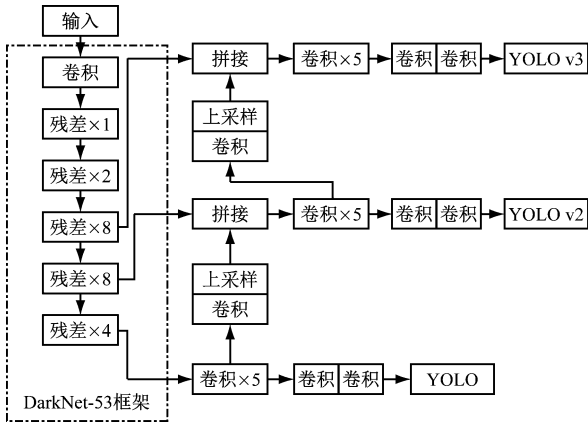 输入
卷积
残差×1
残差×2
残差×8
残差×8
残差×4
DarkNet-53框架
拼接
卷积×5
卷积 卷积
YOLO v3
上采样
卷积
拼接
卷积×5
卷积 卷积
YOLO v2
上采样
卷积
卷积×5
卷积 卷积
YOLO